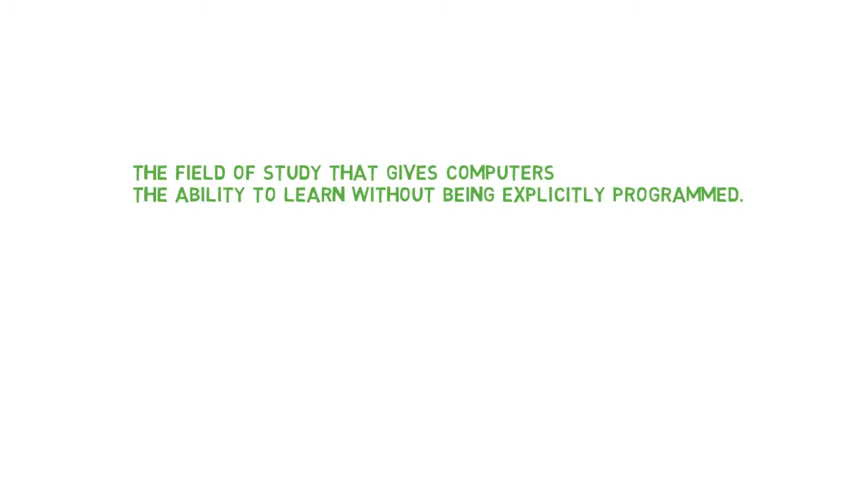 THE FIELD OF STUDY THAT GIVES COMPUTERS
THE ABILITY TO LEARN WITHOUT BEING EXPLICITLY PROGRAMMED.